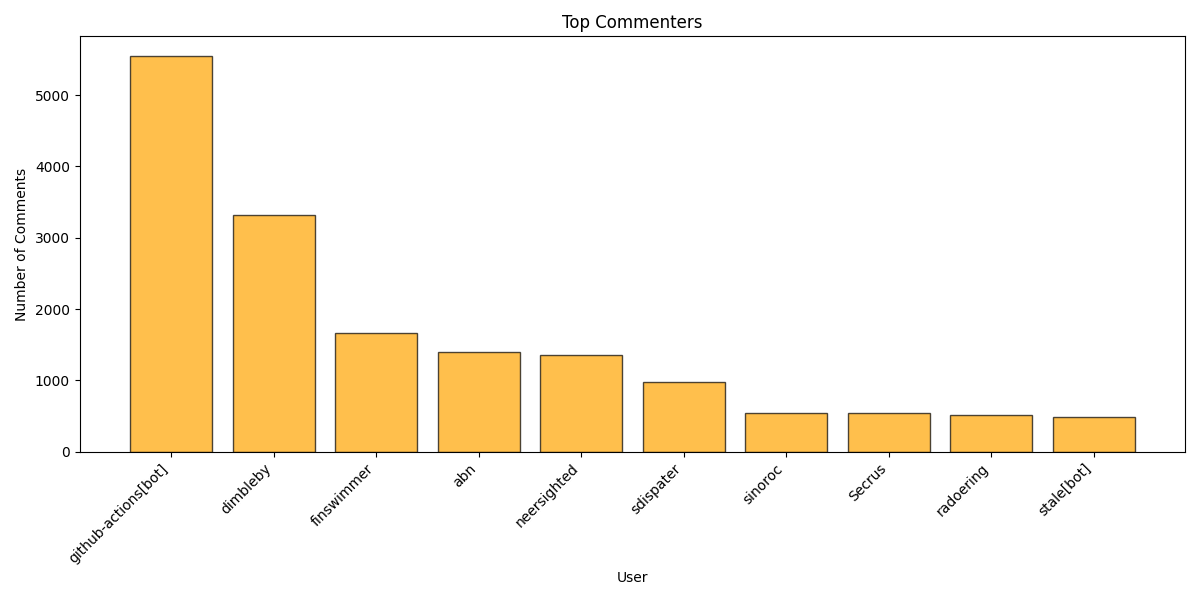 Top Commenters
Number of Comments
5000
4000
3000
2000
1000
0
github-actions[bot]
dimbleby
finswimmer
abn
neersighted
sdispater
sinoroc
Secrus
radoering
stale[bot]
User